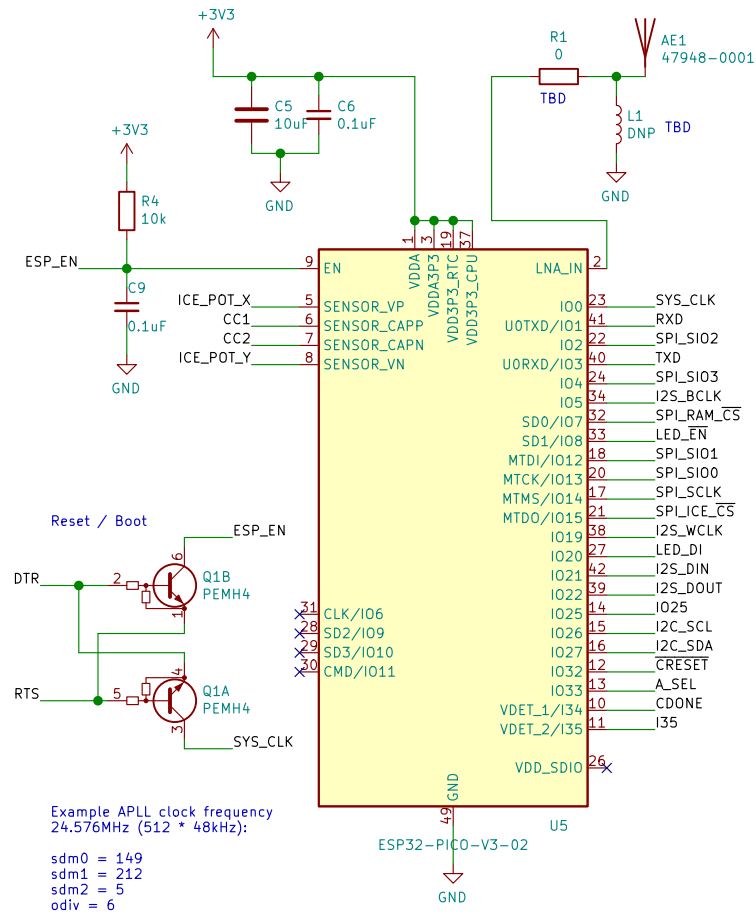 +3V3
R1
0
TBD
AE1
47948-0001
C5
10uF
C6
0.1uF
L1
DNP
TBD
+3V3
R4
10k
GND
GND
1
VDDA
3
VDDA3P3
19
VDD3P3_RTC
37
VDD3P3_CPU
ESP_EN
9
EN
LNA_IN
2
C9
0.1uF
GND
ICE_POT_X
5
SENSOR_VP
CC1
6
SENSOR_CAPP
CC2
7
SENSOR_CAPN
ICE_POT_Y
8
SENSOR_VN
IO0
23
SYS_CLK
U0TXD/IO1
41
RXD
IO2
22
SPI_SIO2
U0RXD/IO3
40
TXD
IO4
24
SPI_SIO3
IO5
34
I2S_BCLK
SD0/IO7
32
SPI_RAM_CS
SD1/IO8
33
LED_EN
MTDI/IO12
18
SPI_SIO1
MTCK/IO13
20
SPI_SIO0
MTMS/IO14
17
SPI_SCLK
MTDO/IO15
21
SPI_ICE_CS
IO19
38
I2S_WCLK
IO20
27
LED_DI
IO21
42
I2S_DIN
IO22
39
I2S_DOUT
IO25
14
IO25
IO26
15
I2C_SCL
IO27
16
I2C_SDA
IO32
12
CRESET
IO33
13
A_SEL
VDET_1/I34
10
CDONE
VDET_2/I35
11
I35
VDD_SDIO
26
31
CLK/IO6
28
SD2/IO9
29
SD3/IO10
30
CMD/IO11
Reset / Boot
ESP_EN
6
DTR
2
Q1B
PEMH4
1
4
RTS
5
Q1A
PEMH4
3
SYS_CLK
GND
49
U5
ESP32-PICO-V3-02
GND
Example APLL clock frequency
24.576MHz (512 * 48kHz):
sdm0 = 149
sdm1 = 212
sdm2 = 5
odiv = 6